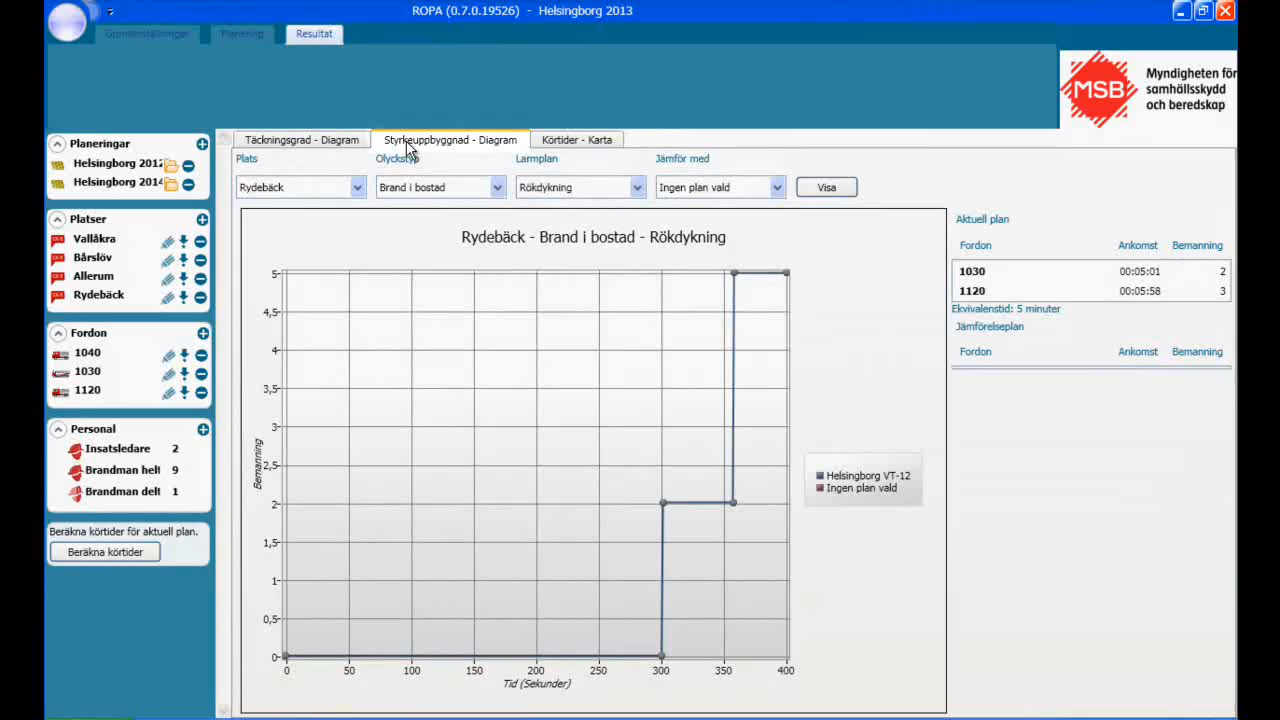 ROPA (0.7.0.19526) - Helsingborg 2013
Grundinställningar Planering Resultat
MSB
Myndigheten för
samhällsskydd
och beredskap
Planeringar
Helsingborg 2012
Helsingborg 2014
Platser
Vallåkra
Bårslöv
Allerum
Rydebäck
Fordon
1040
1030
1120
Personal
Insatsledare 2
Brandman helt 9
Brandman delt 1
Beräkna körtider för aktuell plan.
Beräkna körtider
Täckningsgrad - Diagram Styrkeuppbyggnad - Diagram Körtider - Karta
Plats Olyckstyp Larmplan Jämför med
Rydebäck Brand i bostad Rökdykning Ingen plan vald Visa
Rydebäck - Brand i bostad - Rökdykning
Bemanning
5
4,5
4
3,5
3
2,5
2
1,5
1
0,5
0
0 50 100 150 200 250 300 350 400
Tid (Sekunder)
Helsingborg VT-12
Ingen plan vald
Aktuell plan
Fordon Ankomst Bemanning
1030 00:05:01 2
1120 00:05:58 3
Ekvivalenstid: 5 minuter
Jämförelseplan
Fordon Ankomst Bemanning